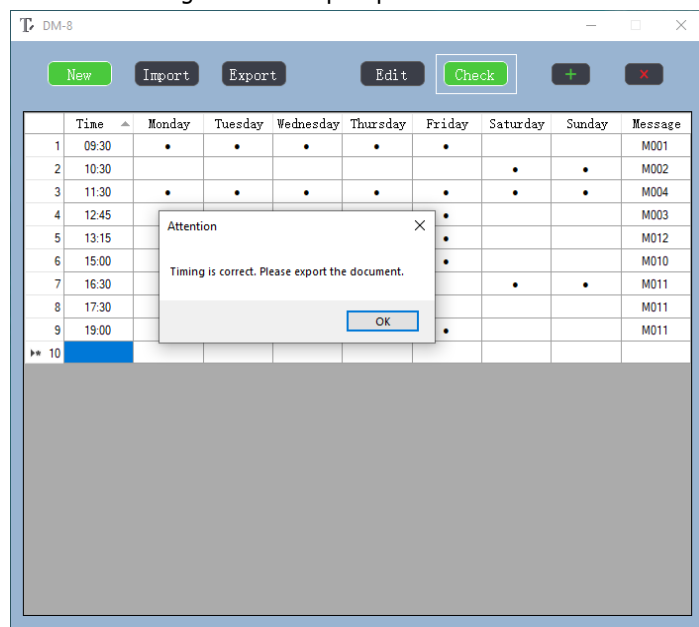 DM-8
New Import Export Edit Check + ×
Time Monday Tuesday Wednesday Thursday Friday Saturday Sunday Message
1 09:30 • • • • • M001
2 10:30 • • M002
3 11:30 • • • • • • • M004
4 12:45 • M003
5 13:15 • M012
6 15:00 • M010
7 16:30 • • M011
8 17:30 M011
9 19:00 • M011
10
Attention
Timing is correct. Please export the document.
OK